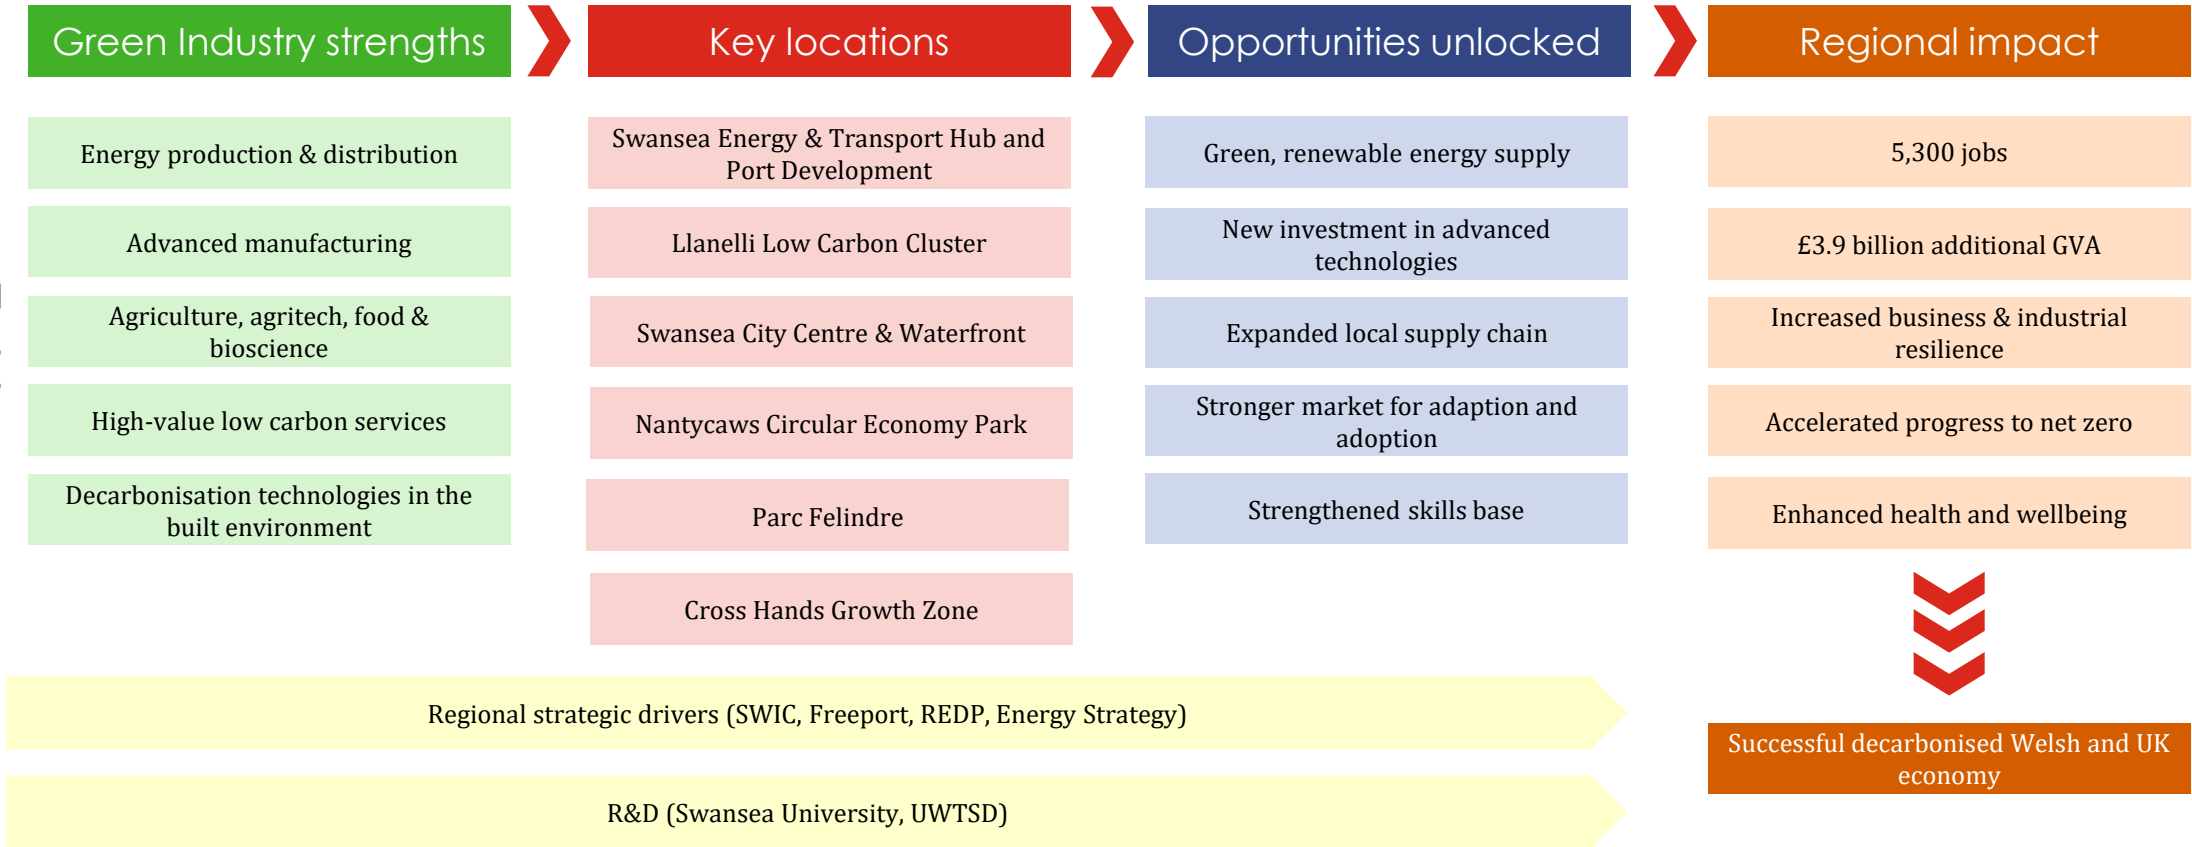 Green Industry strengths
Key locations
Opportunities unlocked
Regional impact
Energy production & distribution
Advanced manufacturing
Agriculture, agritech, food &
bioscience
High-value low carbon services
Decarbonisation technologies in the
built environment
Swansea Energy & Transport Hub and
Port Development
Llanelli Low Carbon Cluster
Swansea City Centre & Waterfront
Nantycaws Circular Economy Park
Parc Felindre
Cross Hands Growth Zone
Green, renewable energy supply
New investment in advanced
technologies
Expanded local supply chain
Stronger market for adaption and
adoption
Strengthened skills base
5,300 jobs
£3.9 billion additional GVA
Increased business & industrial
resilience
Accelerated progress to net zero
Enhanced health and wellbeing
Successful decarbonised Welsh and UK
economy
Regional strategic drivers (SWIC, Freeport, REDP, Energy Strategy)
R&D (Swansea University, UWTSD)